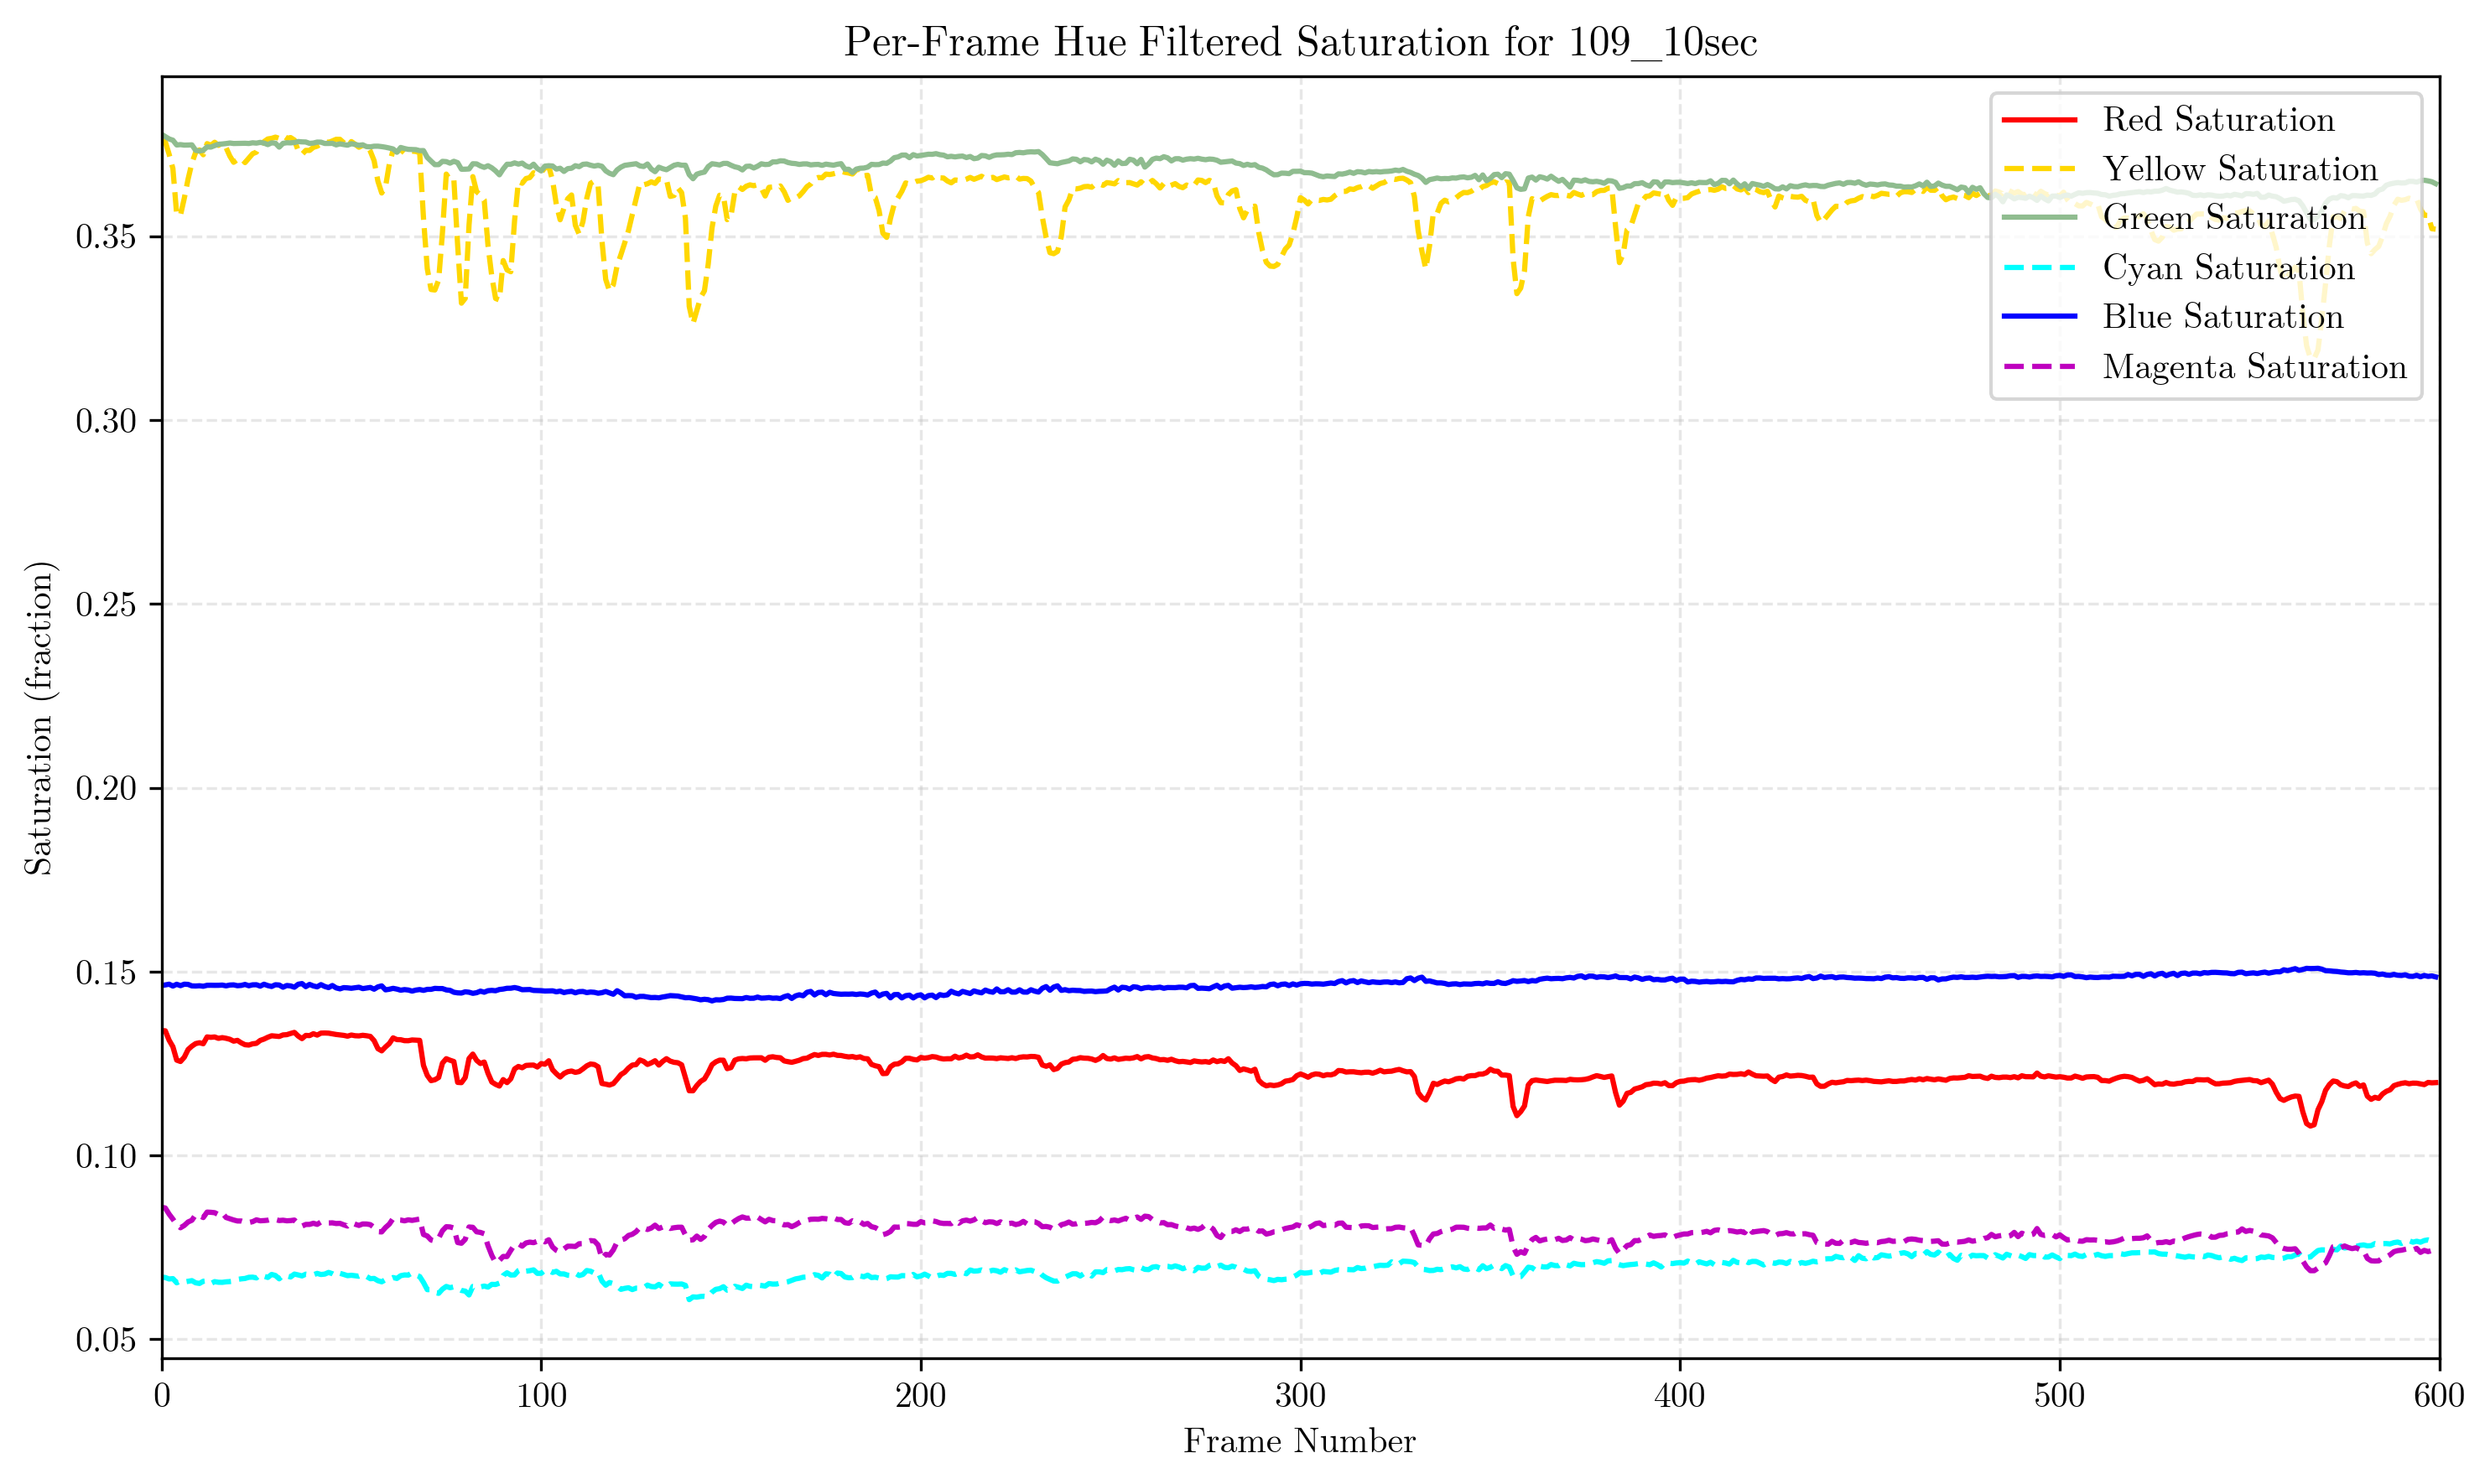 Per-Frame Hue Filtered Saturation for 109__10sec
Red Saturation
Yellow Saturation
Green Saturation
Cyan Saturation
Blue Saturation
Magenta Saturation
Saturation (fraction)
0.35
0.30
0.25
0.20
0.15
0.10
0.05
0 100 200 300 400 500 600
Frame Number